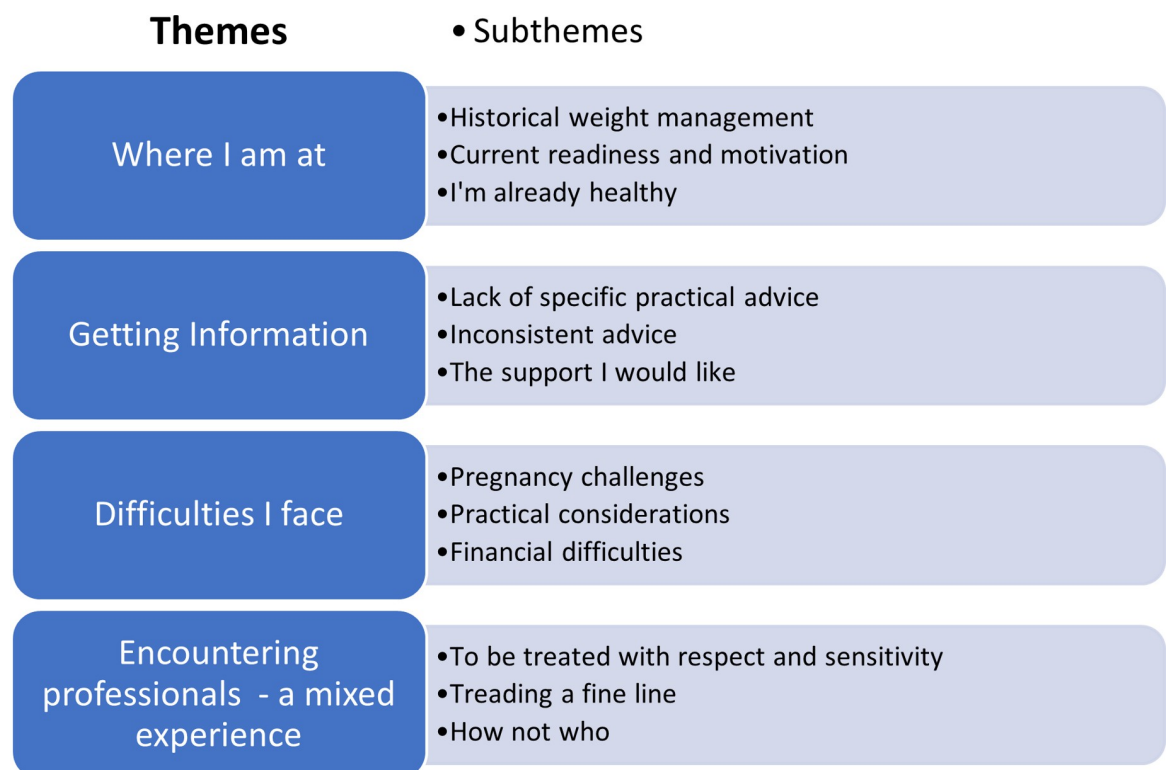 Themes
• Subthemes
Where I am at
•Historical weight management
•Current readiness and motivation
•I'm already healthy
Getting Information
•Lack of specific practical advice
•Inconsistent advice
•The support I would like
Difficulties I face
•Pregnancy challenges
•Practical considerations
•Financial difficulties
Encountering
professionals - a mixed
experience
•To be treated with respect and sensitivity
•Treading a fine line
•How not who